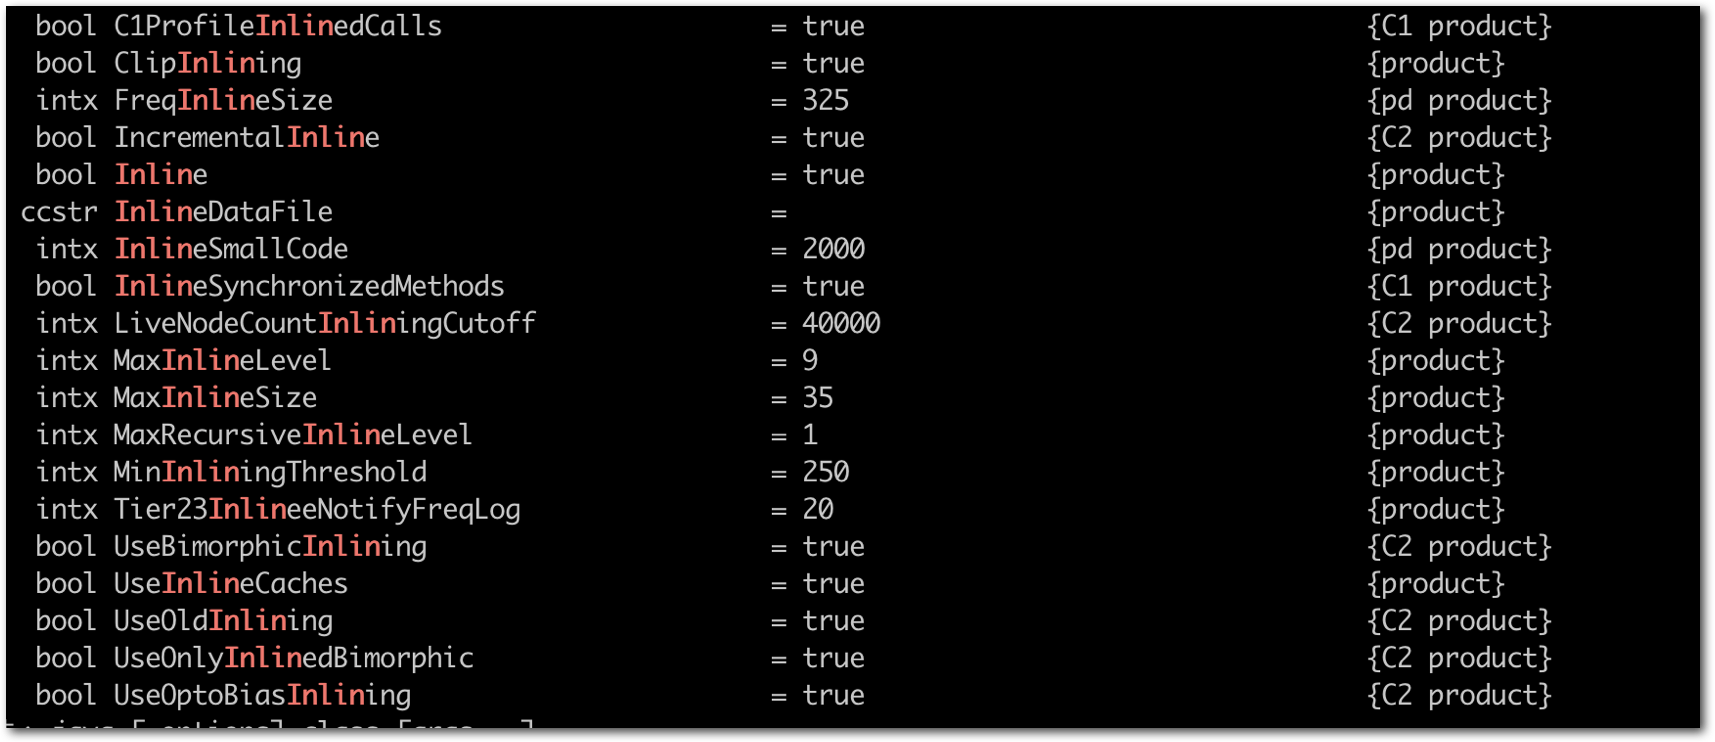 bool C1ProfileInlinedCalls = true {C1 product}
bool ClipInlining = true {product}
intx FreqInlineSize = 325 {pd product}
bool IncrementalInline = true {C2 product}
bool Inline = true {product}
ccstr InlineDataFile = {product}
intx InlineSmallCode = 2000 {pd product}
bool InlineSynchronizedMethods = true {C1 product}
intx LiveNodeCountInliningCutoff = 40000 {C2 product}
intx MaxInlineLevel = 9 {product}
intx MaxInlineSize = 35 {product}
intx MaxRecursiveInlineLevel = 1 {product}
intx MinInliningThreshold = 250 {product}
intx Tier23InlineeNotifyFreqLog = 20 {product}
bool UseBimorphicInlining = true {C2 product}
bool UseInlineCaches = true {product}
bool UseOldInlining = true {C2 product}
bool UseOnlyInlinedBimorphic = true {C2 product}
bool UseOptoBiasInlining = true {C2 product}